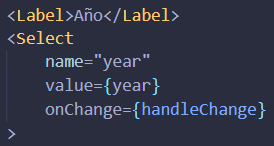 <Label>Año</Label>
<Select
    name="year"
    value={year}
    onChange={handleChange}
>